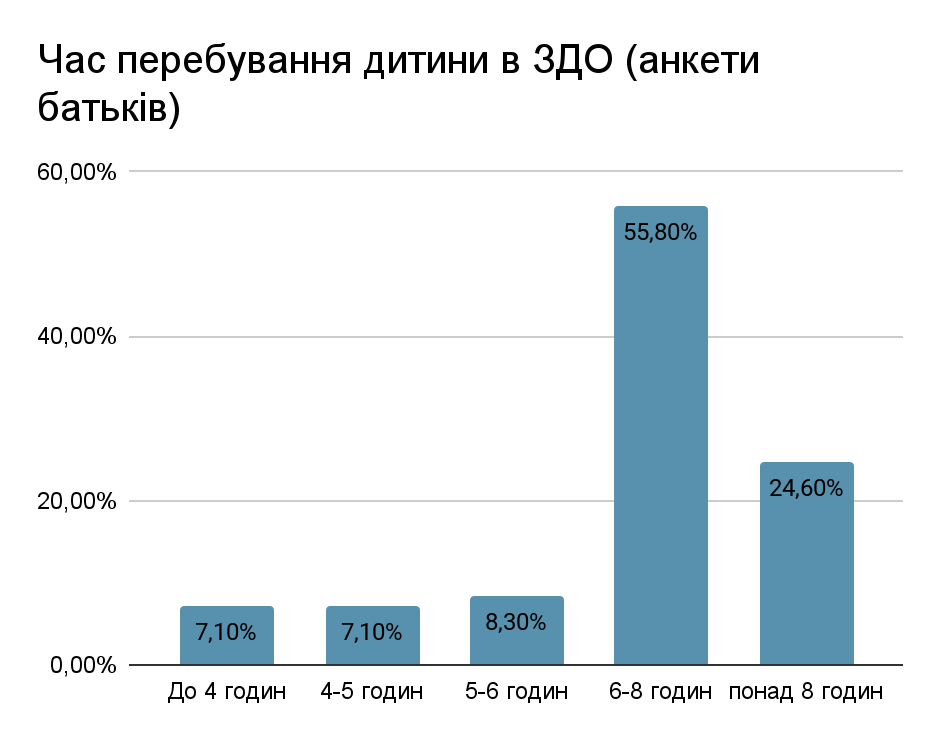 Час перебування дитини в ЗДО (анкети
батьків)
60,00%
55,80%
40,00%
24,60%
20,00%
7,10%
7,10%
8,30%
0,00%
До 4 годин
4-5 годин
5-6 годин
6-8 годин
понад 8 годин